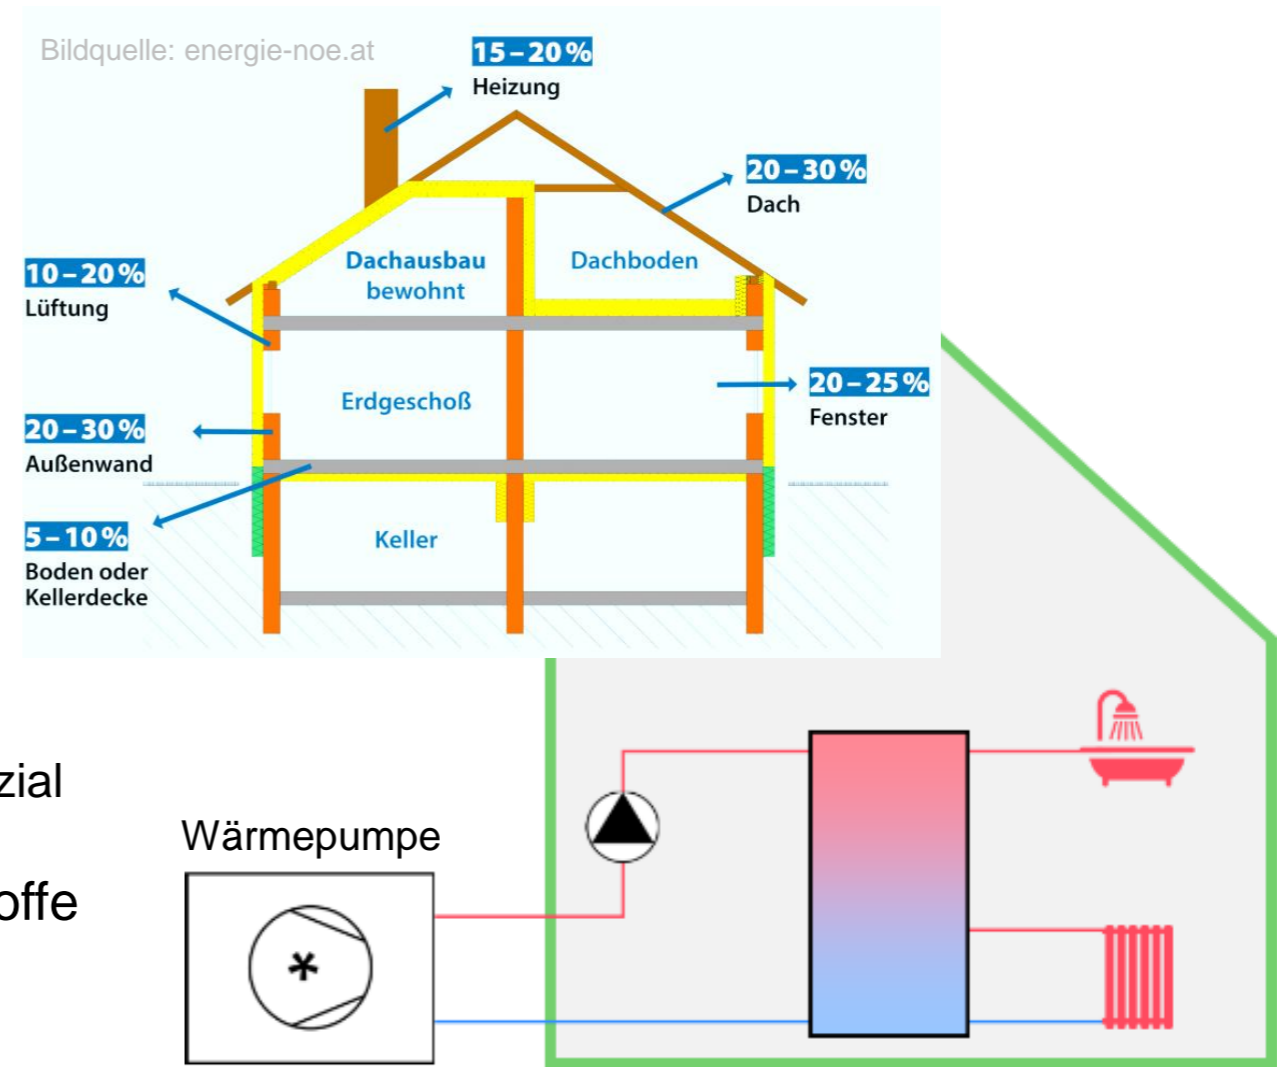 Bildquelle: energie-noe.at
15–20 %
Heizung
20–30 %
Dach
10–20 %
Lüftung
Dachausbau
bewohnt
Dachboden
20–25 %
Fenster
Erdgeschoß
20–30 %
Außenwand
5–10 %
Boden oder
Kellerdecke
Keller
zial
Wärmepumpe
offe